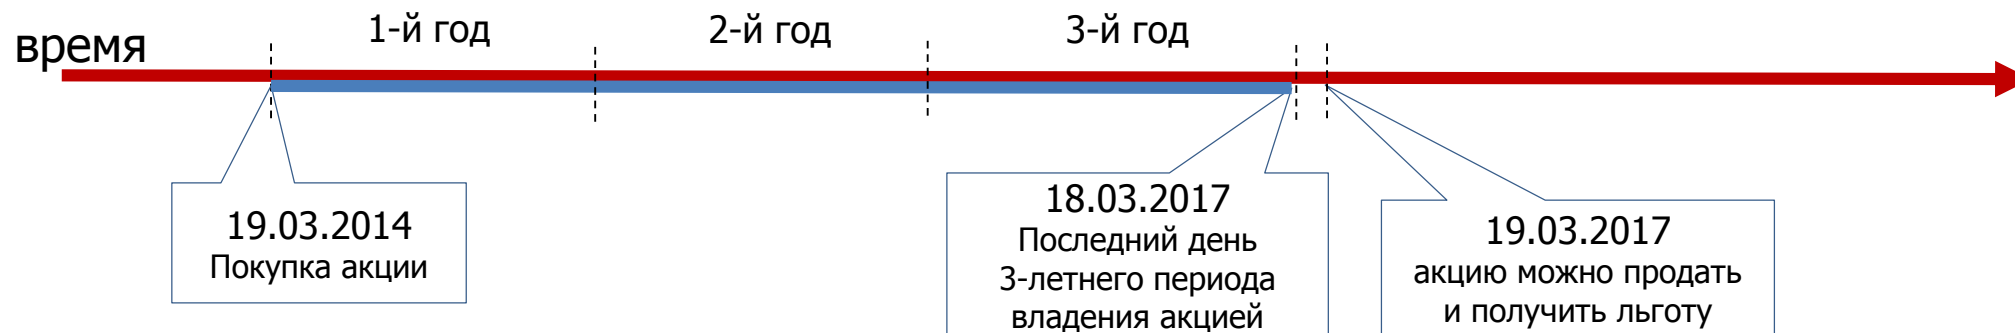 время
1-й год
2-й год
3-й год
19.03.2014
Покупка акции
18.03.2017
Последний день
3-летнего периода
владения акцией
19.03.2017
акцию можно продать
и получить льготу